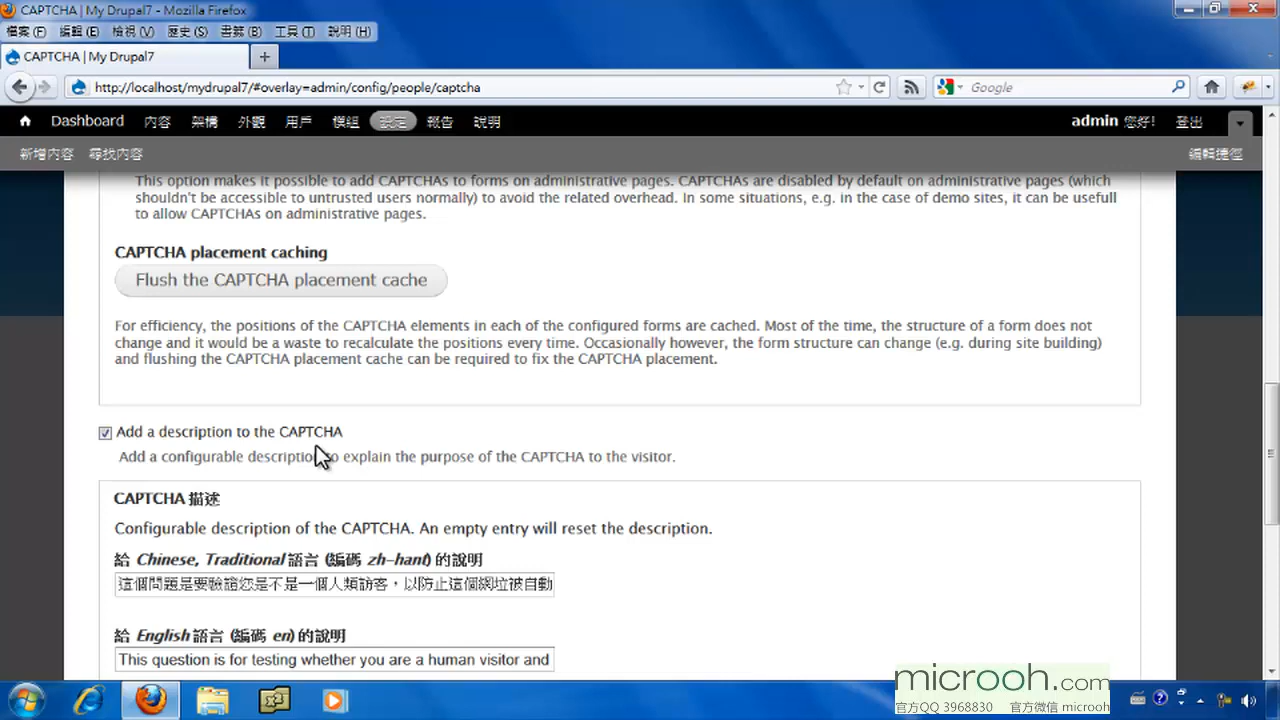 CAPTCHA | My Drupal7 - Mozilla Firefox
檔案(F) 編輯(E) 檢視(V) 歷史(S) 書籤(B) 工具(T) 說明(H)
CAPTCHA | My Drupal7
http://localhost/mydrupal7/#overlay=admin/config/people/captcha
Google
Dashboard 內容 架構 外觀 用戶 模組 設定 報告 說明
admin 您好! 登出
新增內容 尋找內容
編輯捷徑
This option makes it possible to add CAPTCHAs to forms on administrative pages. CAPTCHAs are disabled by default on administrative pages (which
shouldn't be accessible to untrusted users normally) to avoid the related overhead. In some situations, e.g. in the case of demo sites, it can be usefull
to allow CAPTCHAs on administrative pages.
CAPTCHA placement caching
Flush the CAPTCHA placement cache
For efficiency, the positions of the CAPTCHA elements in each of the configured forms are cached. Most of the time, the structure of a form does not
change and it would be a waste to recalculate the positions every time. Occasionally however, the form structure can change (e.g. during site building)
and flushing the CAPTCHA placement cache can be required to fix the CAPTCHA placement.
Add a description to the CAPTCHA
Add a configurable description to explain the purpose of the CAPTCHA to the visitor.
CAPTCHA 描述
Configurable description of the CAPTCHA. An empty entry will reset the description.
給 Chinese, Traditional 語言 (編碼 zh-hant) 的說明
這個問題是要驗證您是不是一個人類訪客，以防止這個網垃被自動
給 English 語言 (編碼 en) 的說明
This question is for testing whether you are a human visitor and
microoh.com
官方QQ 3968830 官方微信 microoh